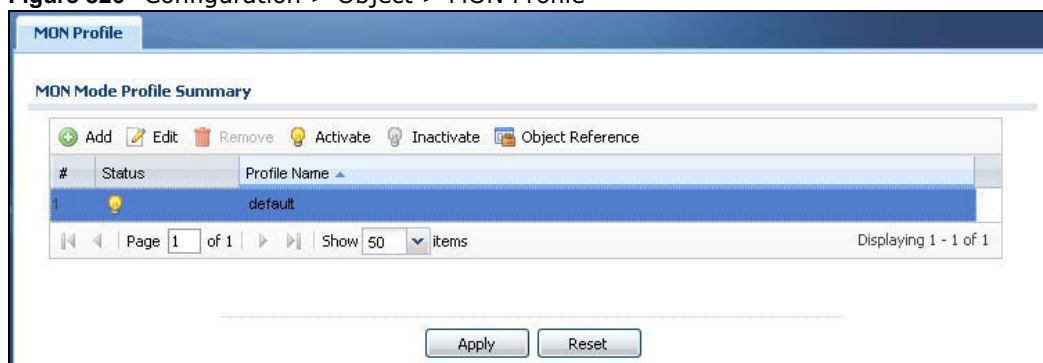 MON Profile
MON Mode Profile Summary
Add Edit Remove Activate Inactivate Object Reference
# Status Profile Name
1 default
Page 1 of 1 Show 50 items Displaying 1 - 1 of 1
Apply Reset